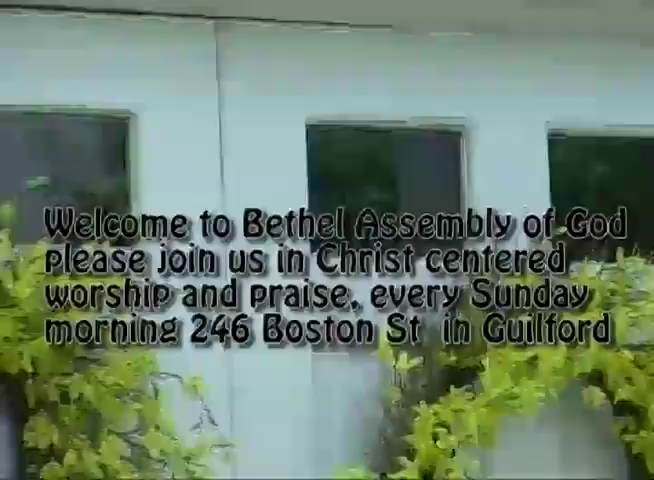 Welcome to Bethel Assembly of God
please join us in Christ centered
worship and praise, every Sunday
morning 246 Boston St in Guilford